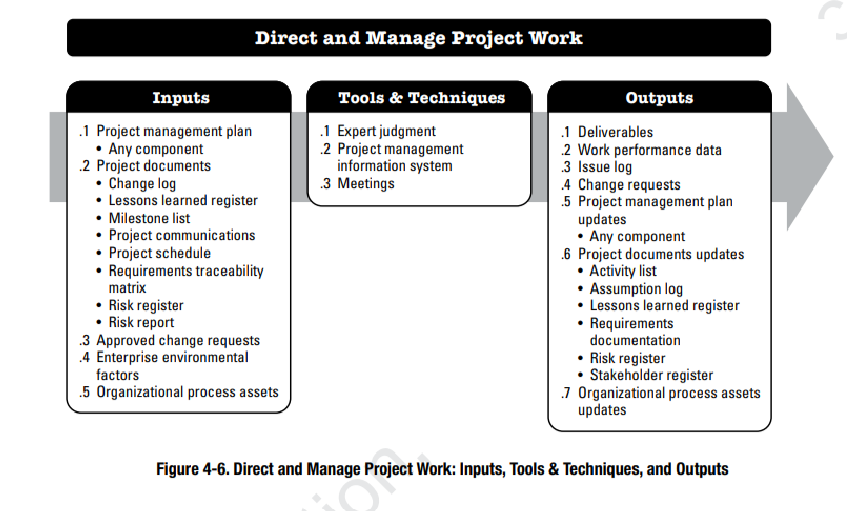 Direct and Manage Project Work
Inputs
.1 Project management plan
• Any component
.2 Project documents
• Change log
• Lessons learned register
• Milestone list
• Project communications
• Project schedule
• Requirements traceability
matrix
• Risk register
• Risk report
.3 Approved change requests
.4 Enterprise environmental
factors
.5 Organizational process assets
Tools & Techniques
.1 Expert judgment
.2 Project management
information system
.3 Meetings
Outputs
.1 Deliverables
.2 Work performance data
.3 Issue log
.4 Change requests
.5 Project management plan
updates
• Any component
.6 Project documents updates
• Activity list
• Assumption log
• Lessons learned register
• Requirements
documentation
• Risk register
• Stakeholder register
.7 Organizational process assets
updates
Figure 4-6. Direct and Manage Project Work: Inputs, Tools & Techniques, and Outputs